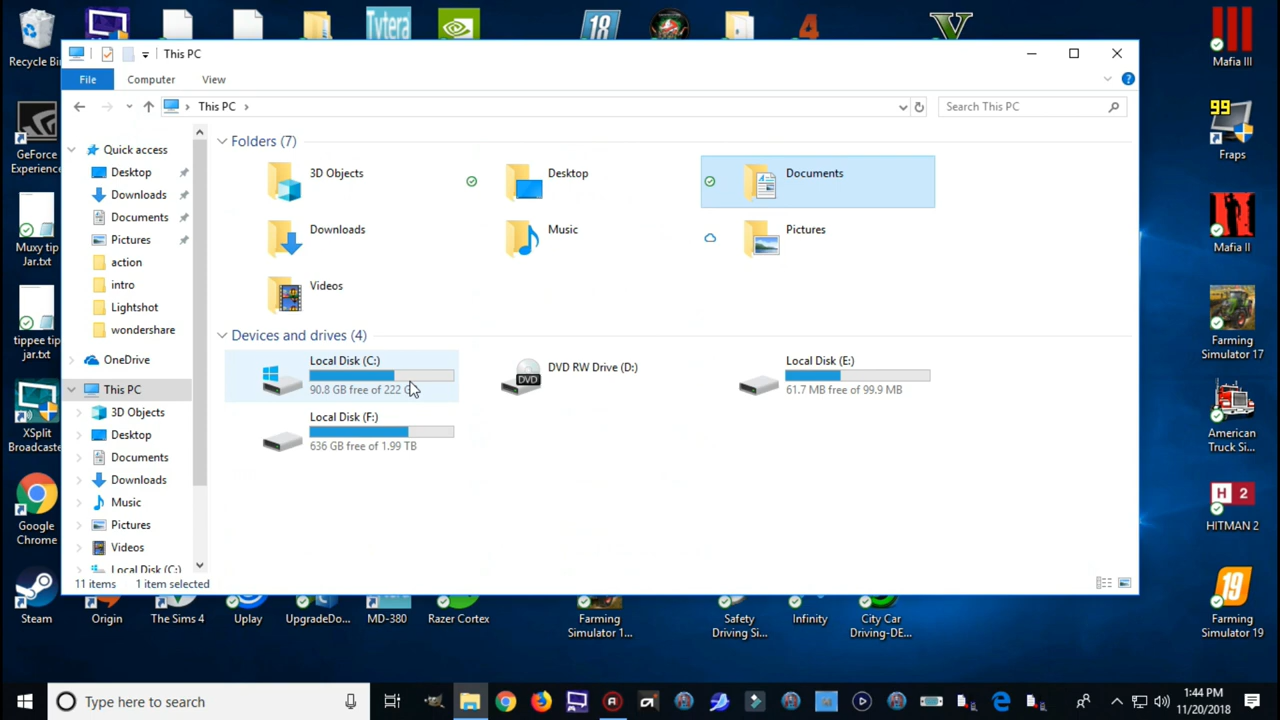 Recycle Bin
Tytera
18
4
V
Mafia III
This PC
File
Computer
View
This PC
Search This PC
GeForce
Experience
99
Fraps
Quick access
Desktop
Downloads
Documents
Pictures
action
intro
Lightshot
wondershare
OneDrive
This PC
3D Objects
Desktop
Documents
Downloads
Music
Pictures
Videos
Local Disk (C:)
Folders (7)
3D Objects
Desktop
Documents
Downloads
Music
Pictures
Videos
Devices and drives (4)
Local Disk (C:)
90.8 GB free of 222
DVD RW Drive (D:)
DVD
Local Disk (E:)
61.7 MB free of 99.9 MB
Local Disk (F:)
636 GB free of 1.99 TB
11 items
1 item selected
Muxy tip
Jar.txt
tippee tip
jar.txt
XSplit
Broadcaster
Google
Chrome
Steam
II
Mafia II
Farming
Simulator 17
American
Truck Si...
H 2
HITMAN 2
19
Farming
Simulator 19
Origin
The Sims 4
Uplay
UpgradeDo...
MD-380
Razer Cortex
Farming
Simulator 1...
Safety
Driving Si...
Infinity
City Car
Driving-DE...
Type here to search
1:44 PM
11/20/2018